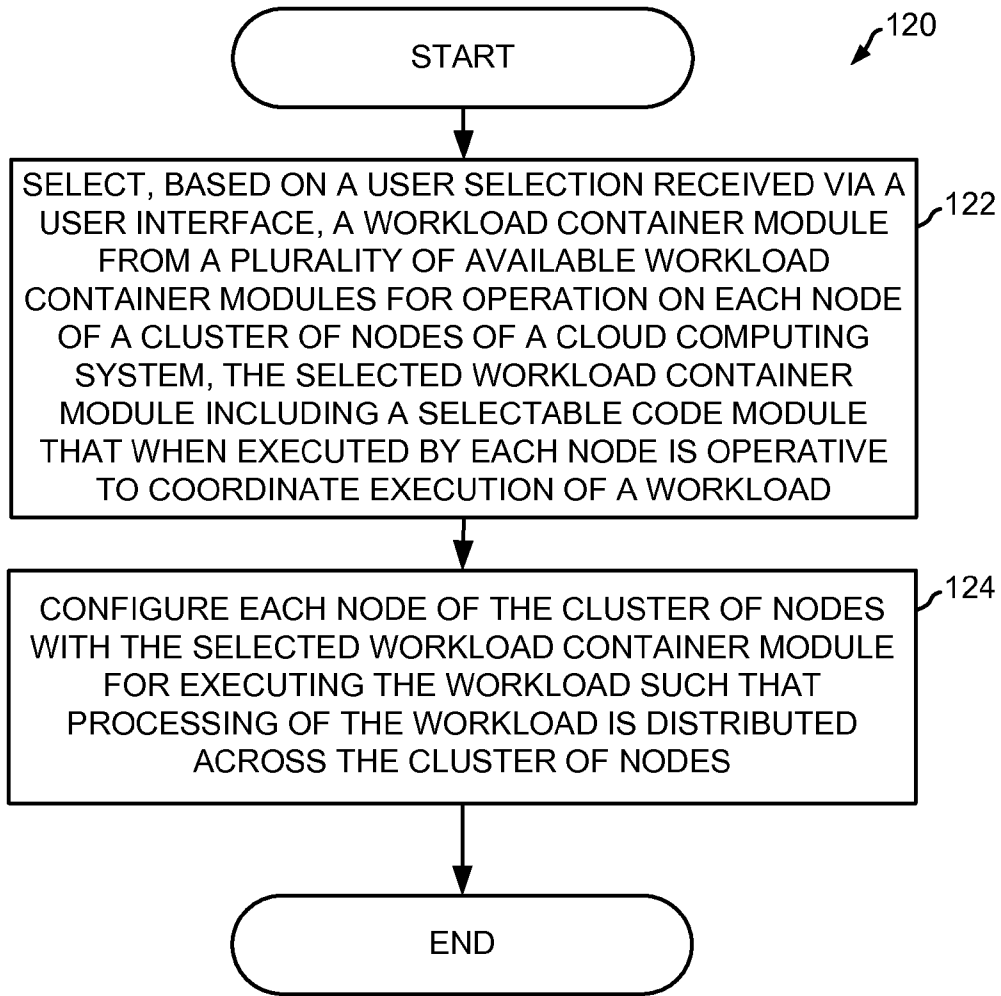 START
120
SELECT, BASED ON A USER SELECTION RECEIVED VIA A
USER INTERFACE, A WORKLOAD CONTAINER MODULE
FROM A PLURALITY OF AVAILABLE WORKLOAD
CONTAINER MODULES FOR OPERATION ON EACH NODE
OF A CLUSTER OF NODES OF A CLOUD COMPUTING
SYSTEM, THE SELECTED WORKLOAD CONTAINER
MODULE INCLUDING A SELECTABLE CODE MODULE
THAT WHEN EXECUTED BY EACH NODE IS OPERATIVE
TO COORDINATE EXECUTION OF A WORKLOAD
122
CONFIGURE EACH NODE OF THE CLUSTER OF NODES
WITH THE SELECTED WORKLOAD CONTAINER MODULE
FOR EXECUTING THE WORKLOAD SUCH THAT
PROCESSING OF THE WORKLOAD IS DISTRIBUTED
ACROSS THE CLUSTER OF NODES
124
END